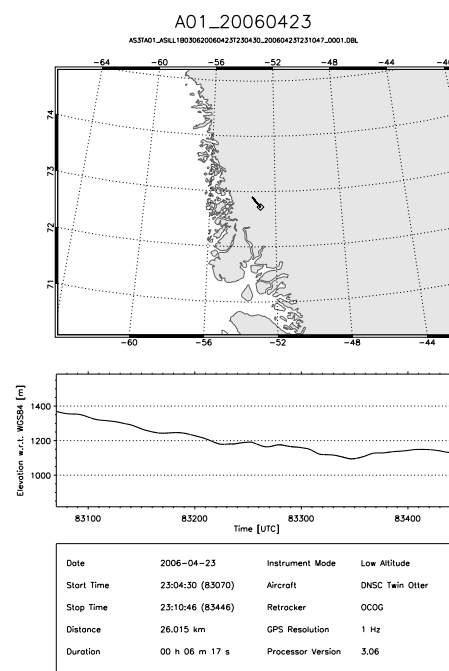 A01_20060423
AS3TA01_ASILL1B030620060423T230430_20060423T231047_0001.DBL
-64 -60 -56 -52 -48 -4
74
73
72
71
-60 -56 -52 -48 -44
Elevation w.r.t. WGS84 [m]
1400
1200
1000
83100 83200 83300 83400
Time [UTC]
Date 2006-04-23 Instrument Mode Low Altitude
Start Time 23:04:30 (83070) Aircraft DNSC Twin Otter
Stop Time 23:10:46 (83446) Retracker OCOG
Distance 26.015 km GPS Resolution 1 Hz
Duration 00 h 06 m 17 s Processor Version 3.06